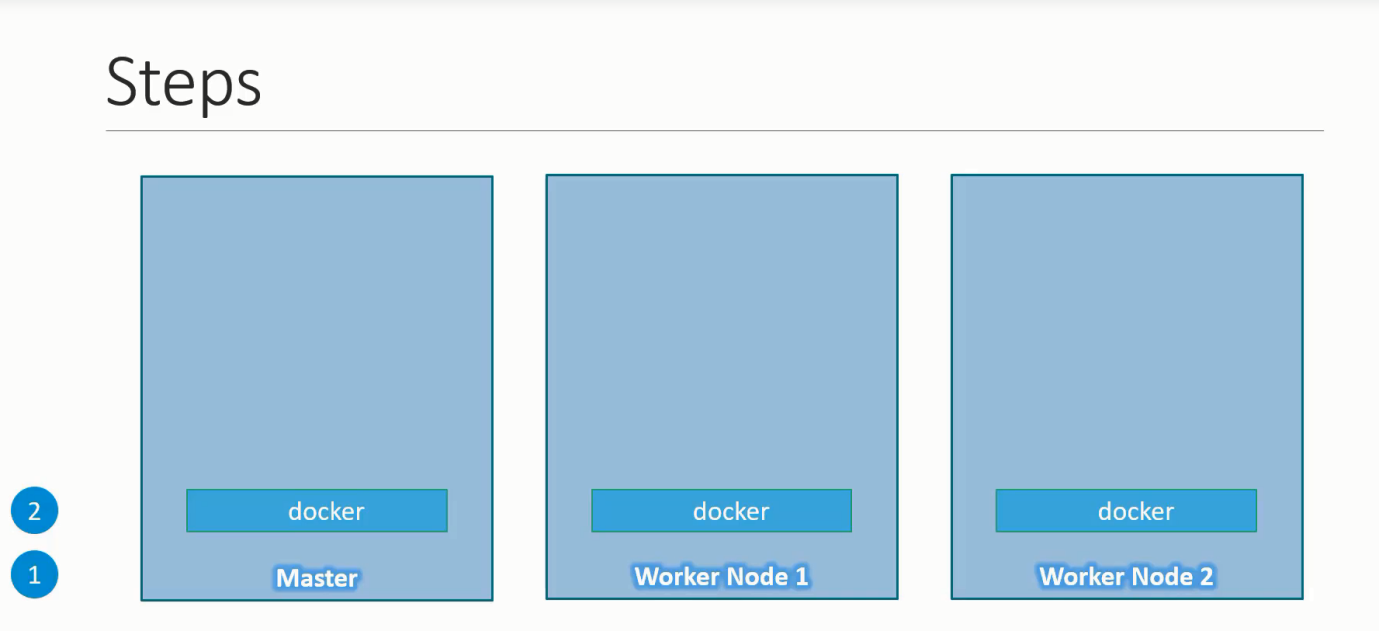 Steps
2
docker
docker
docker
1
Master
Worker Node 1
Worker Node 2